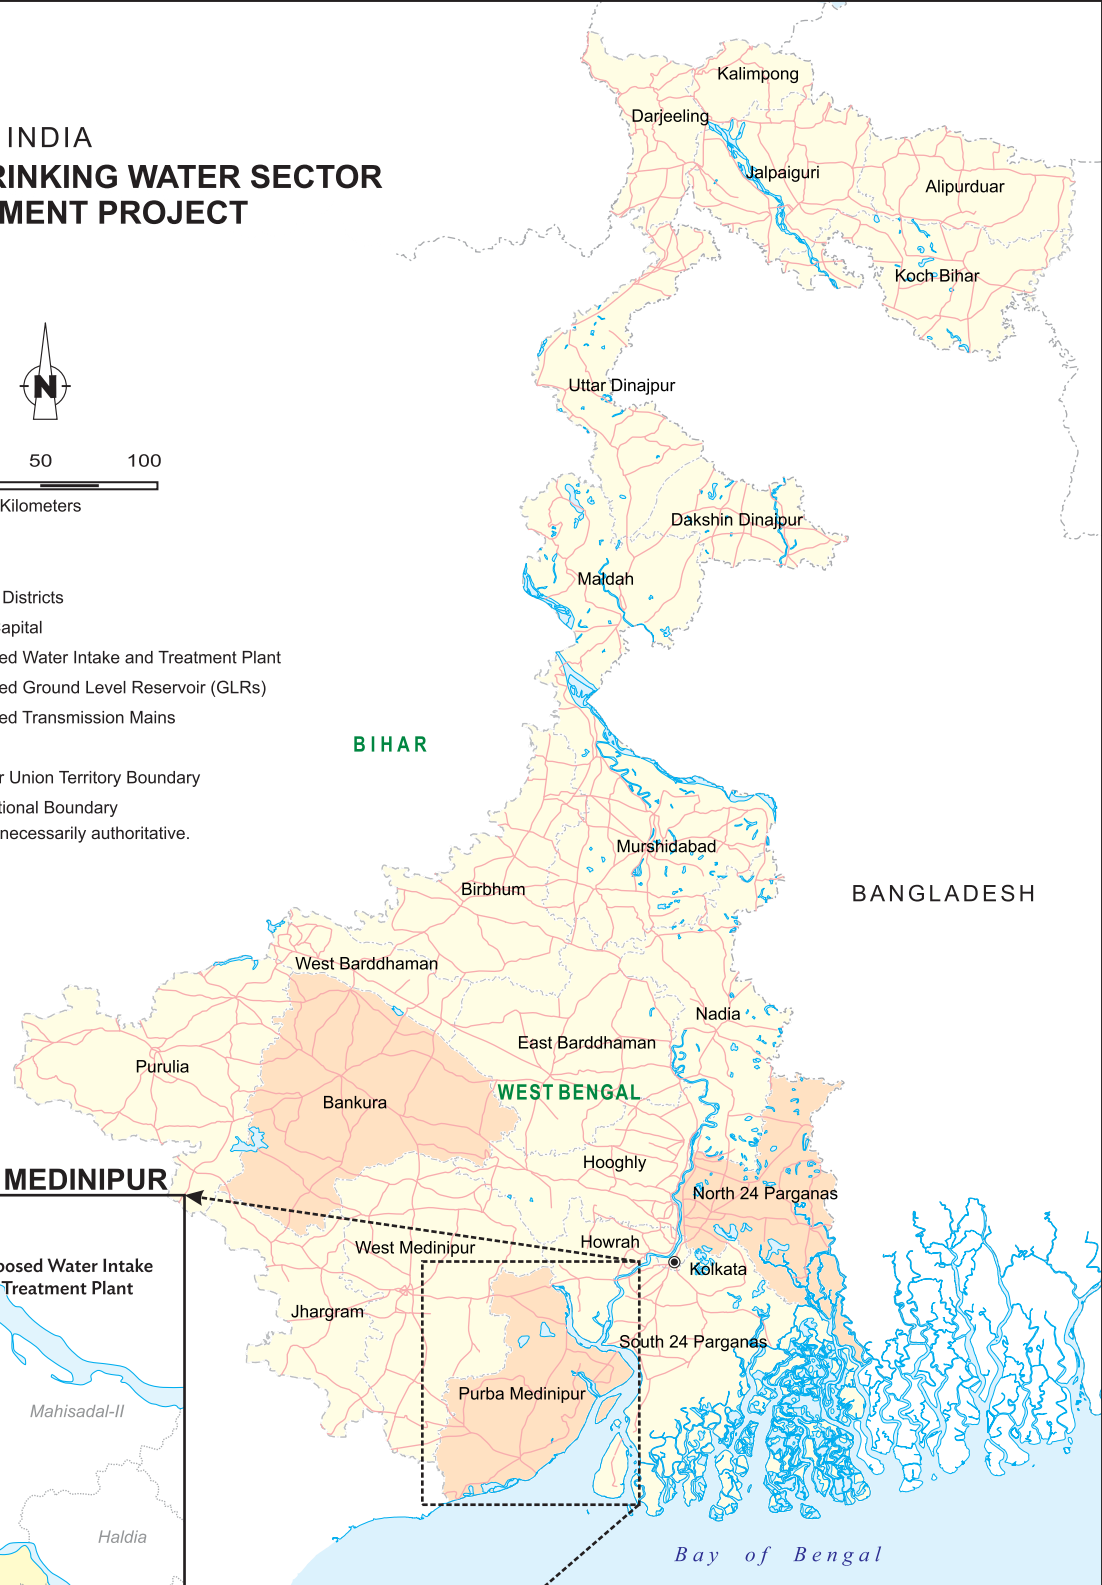 INDIA
RINKING WATER SECTOR
MENT PROJECT
N
50 100
Kilometers
Districts
Capital
ed Water Intake and Treatment Plant
ed Ground Level Reservoir (GLRs)
ed Transmission Mains
r Union Territory Boundary
tional Boundary
necessarily authoritative.
Kalimpong
Darjeeling
Jalpaiguri
Alipurduar
Koch Bihar
Uttar Dinajpur
Dakshin Dinajpur
Maldah
BIHAR
Murshidabad
Birbhum
BANGLADESH
West Barddhaman
Nadia
East Barddhaman
Purulia
WEST BENGAL
Bankura
Hooghly
MEDINIPUR
North 24 Parganas
Howrah
West Medinipur
Kolkata
posed Water Intake
Treatment Plant
Jhargram
South 24 Parganas
Purba Medinipur
Mahisadal-II
Haldia
Bay of Bengal